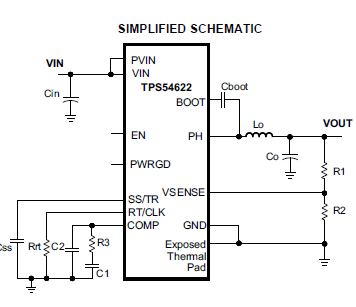 SIMPLIFIED SCHEMATIC
VIN
PVIN
VIN
TPS54622
Cboot
Cin
BOOT
Lo
VOUT
EN
PH
Co
PWRGD
R1
VSENSE
SS/TR
RT/CLK
R2
COMP
GND
Css
Rrt
C2
R3
Exposed
Thermal
Pad
C1